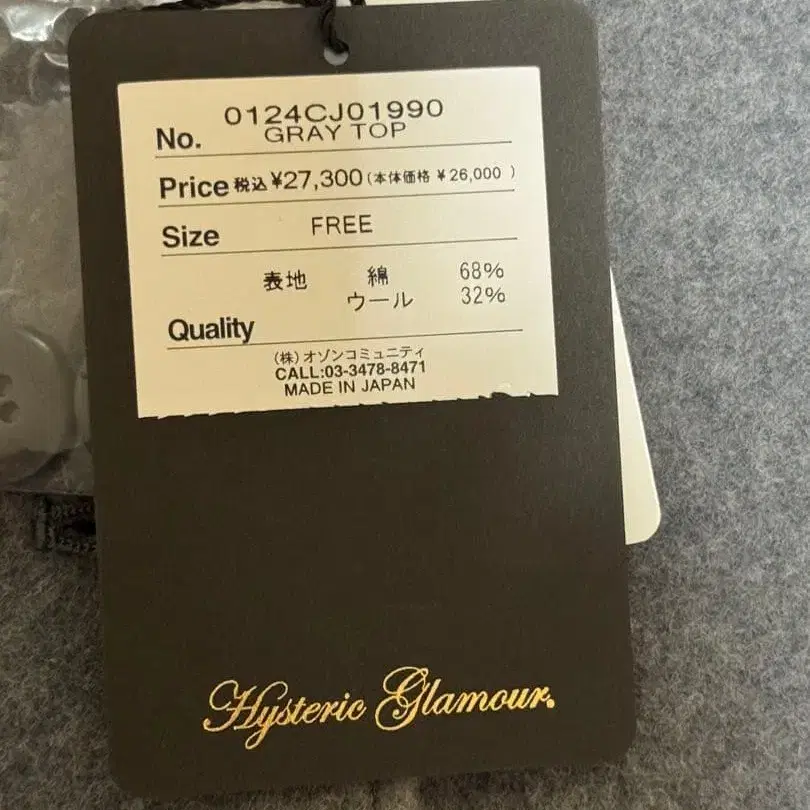 No. 0124CJ01990
GRAY TOP
Price 税込 ¥27,300 (本体価格 ¥26,000 )
Size FREE
表地 綿 68%
ウール 32%
Quality
(株) オゾンコミュニティ
CALL:03-3478-8471
MADE IN JAPAN
Hysteric Glamour.